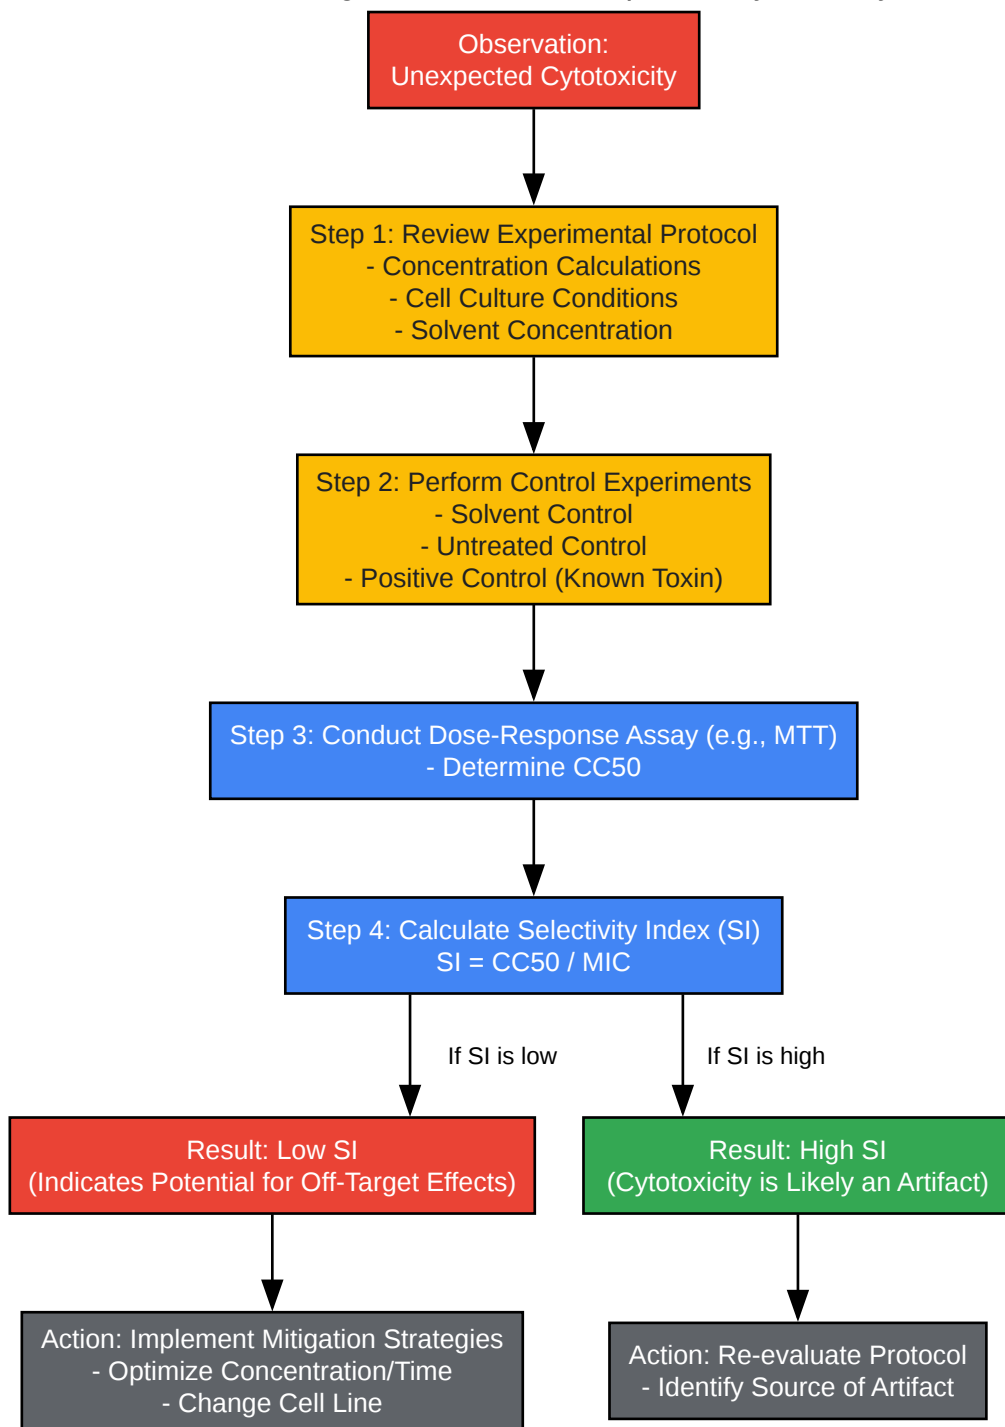 Observation:
Unexpected Cytotoxicity
Step 1: Review Experimental Protocol
- Concentration Calculations
- Cell Culture Conditions
- Solvent Concentration
Step 2: Perform Control Experiments
- Solvent Control
- Untreated Control
- Positive Control (Known Toxin)
Step 3: Conduct Dose-Response Assay (e.g., MTT)
- Determine CC50
Step 4: Calculate Selectivity Index (SI)
SI = CC50 / MIC
If SI is low
If SI is high
Result: Low SI
(Indicates Potential for Off-Target Effects)
Result: High SI
(Cytotoxicity is Likely an Artifact)
Action: Implement Mitigation Strategies
- Optimize Concentration/Time
- Change Cell Line
Action: Re-evaluate Protocol
- Identify Source of Artifact